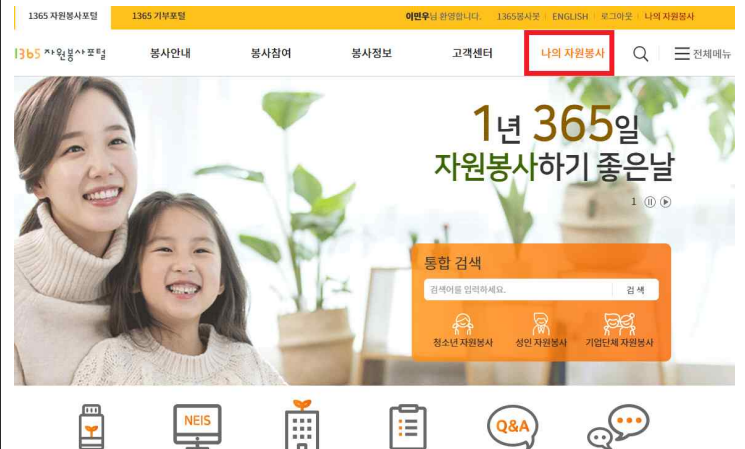 1365 자원봉사포털 1365 기부포털 이민우님 환영합니다. 1365봉사봇 ENGLISH 로그아웃 나의 자원봉사
1365 자원봉사포털 봉사안내 봉사참여 봉사정보 고객센터 나의 자원봉사 전체메뉴
1년 365일
자원봉사하기 좋은날
1
통합 검색
검색어를 입력하세요. 검색
청소년 자원봉사 성인 자원봉사 기업단체 자원봉사
NEIS Q&A